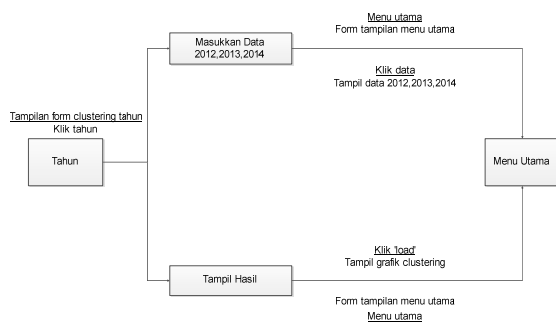 Menu utama
Form tampilan menu utama
Masukkan Data
2012,2013,2014
Klik data
Tampil data 2012,2013,2014
Tampilan form clustering tahun
Klik tahun
Tahun
Menu Utama
Klik 'load'
Tampil grafik clustering
Tampil Hasil
Form tampilan menu utama
Menu utama